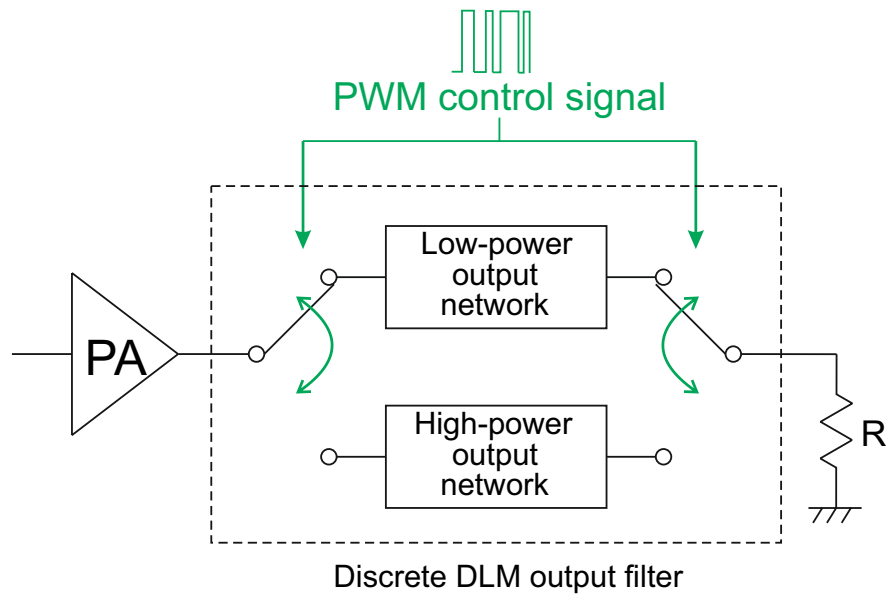 PWM control signal
Low-power
output
network
PA
High-power
output
network
R
Discrete DLM output filter